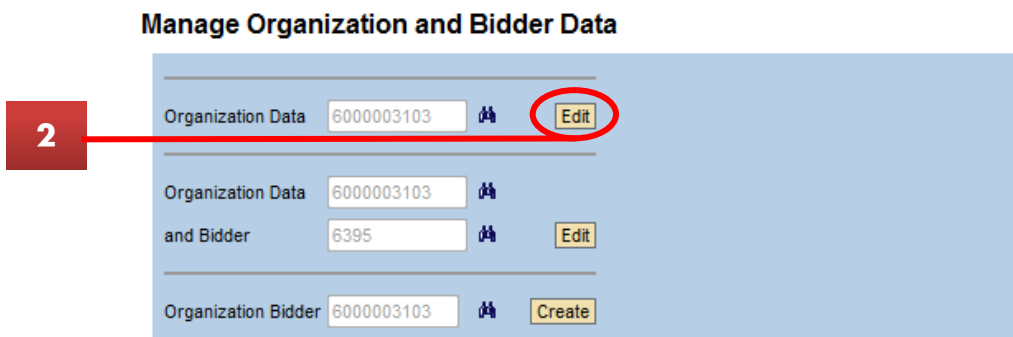 Manage Organization and Bidder Data
Organization Data 6000003103 Edit
2
Organization Data 6000003103
and Bidder 6395 Edit
Organization Bidder 6000003103 Create